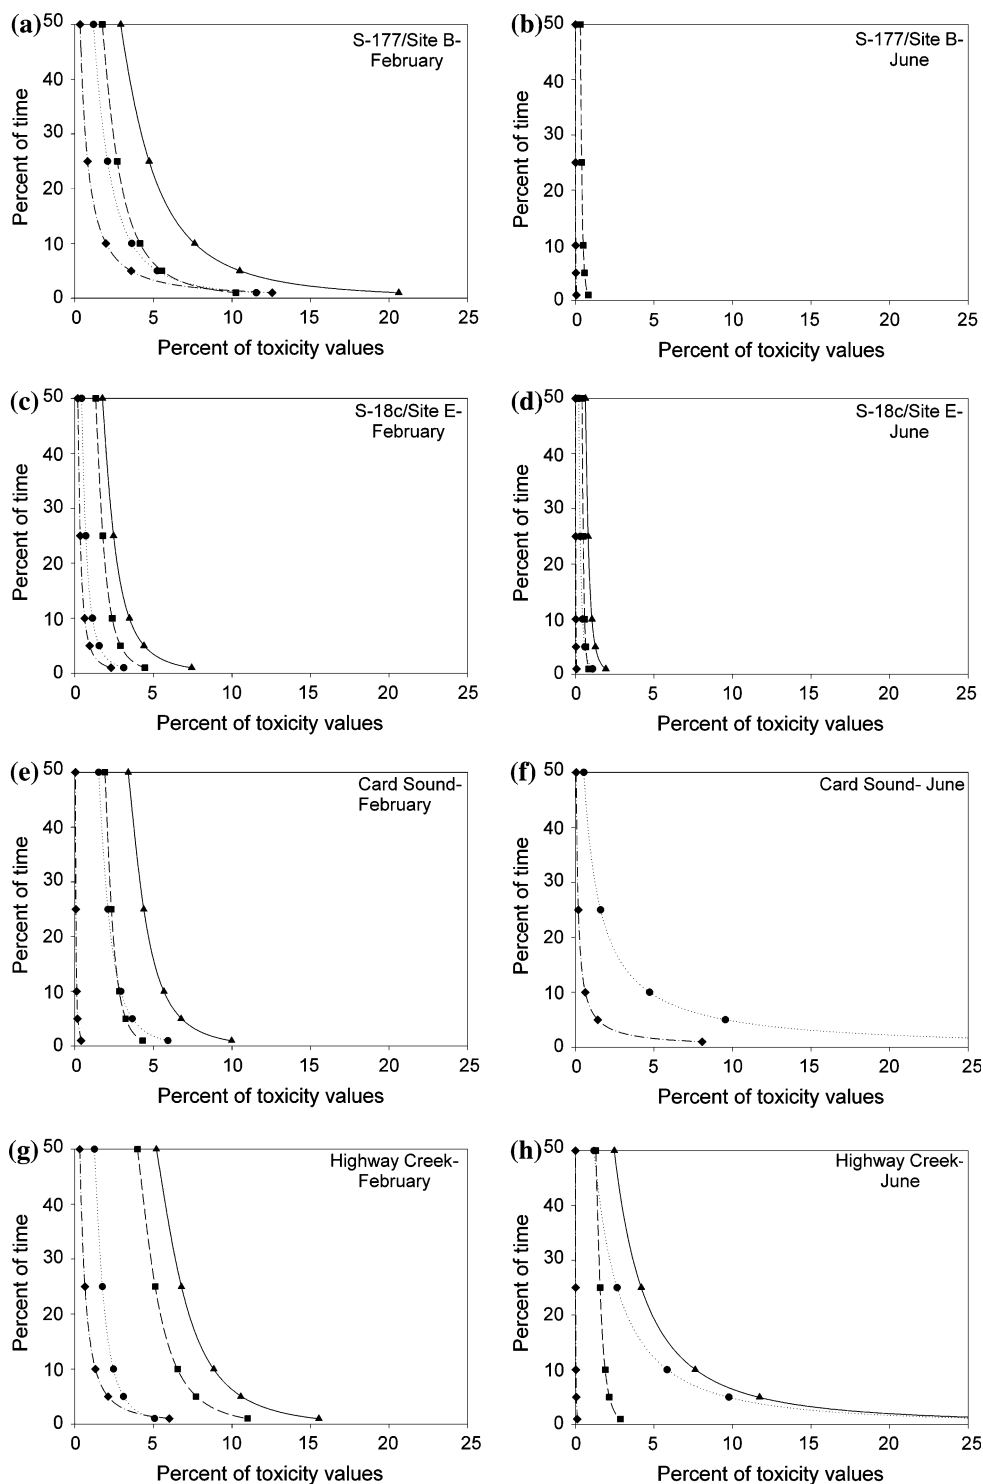 (a)
S-177/Site B-
February
50
40
30
20
10
0
Percent of time
0 5 10 15 20 25
Percent of toxicity values
(b)
S-177/Site B-
June
50
40
30
20
10
0
Percent of time
0 5 10 15 20 25
Percent of toxicity values
(c)
S-18c/Site E-
February
50
40
30
20
10
0
Percent of time
0 5 10 15 20 25
Percent of toxicity values
(d)
S-18c/Site E-
June
50
40
30
20
10
0
Percent of time
0 5 10 15 20 25
Percent of toxicity values
(e)
Card Sound-
February
50
40
30
20
10
0
Percent of time
0 5 10 15 20 25
Percent of toxicity values
(f)
Card Sound- June
50
40
30
20
10
0
Percent of time
0 5 10 15 20 25
Percent of toxicity values
(g)
Highway Creek-
February
50
40
30
20
10
0
Percent of time
0 5 10 15 20 25
Percent of toxicity values
(h)
Highway Creek-
June
50
40
30
20
10
0
Percent of time
0 5 10 15 20 25
Percent of toxicity values